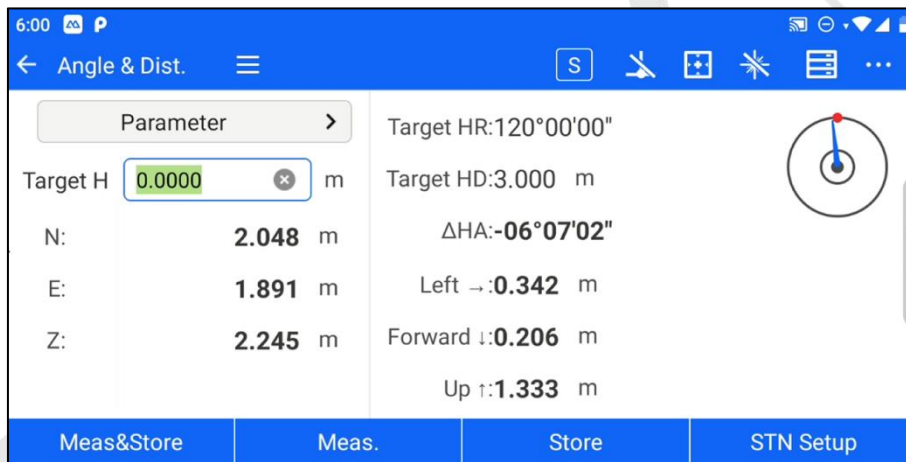 6:00
Angle & Dist.
S
Parameter
Target H 0.0000 m
N: 2.048 m
E: 1.891 m
Z: 2.245 m
Target HR:120°00'00"
Target HD:3.000 m
ΔHA:-06°07'02"
Left →:0.342 m
Forward ↓:0.206 m
Up ↑:1.333 m
Meas&Store Meas. Store STN Setup